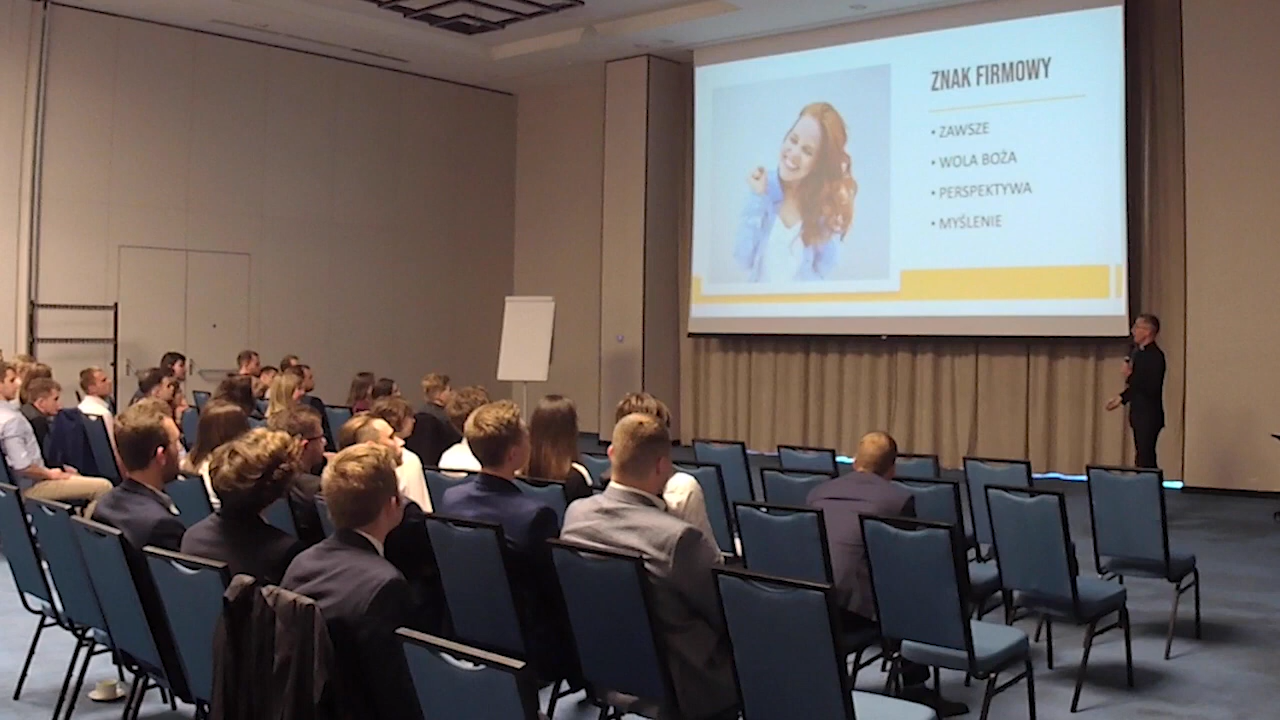 ZNAK FIRMOWY
• ZAWSZE
• WOLA BOŻA
• PERSPEKTYWA
• MYŚLENIE